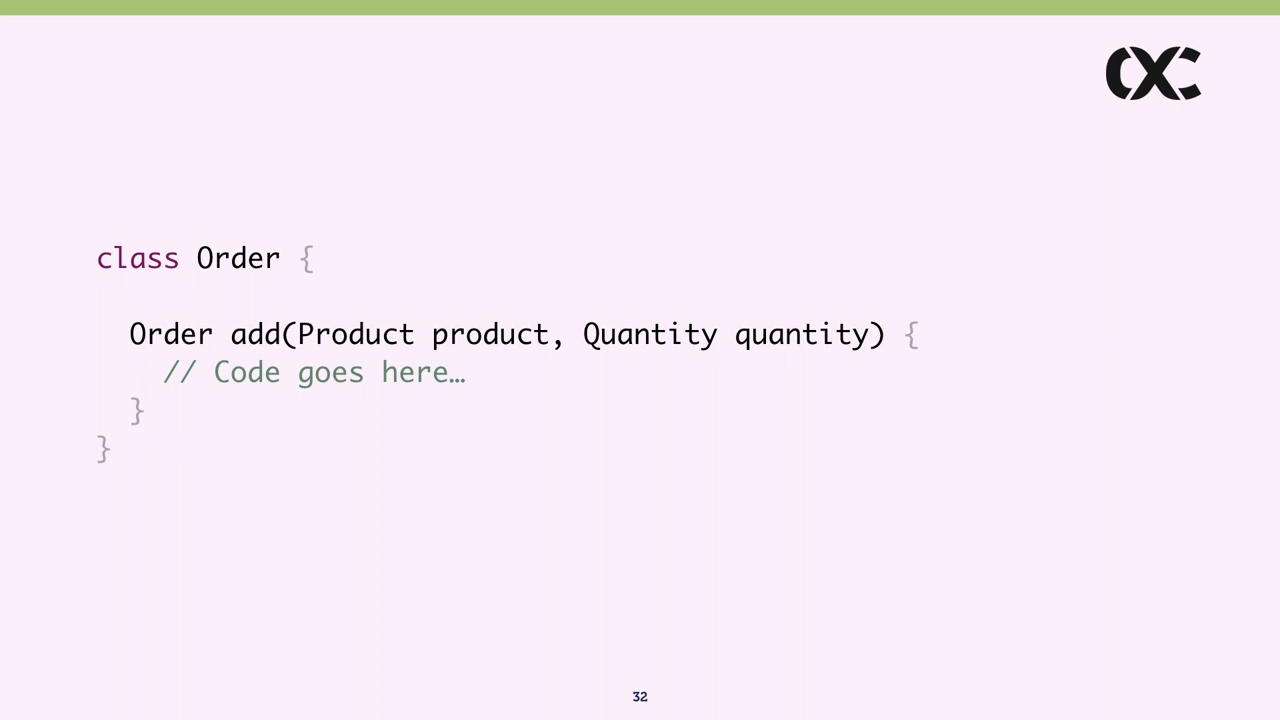 class Order {
Order add(Product product, Quantity quantity) {
// Code goes here…
}
}
32